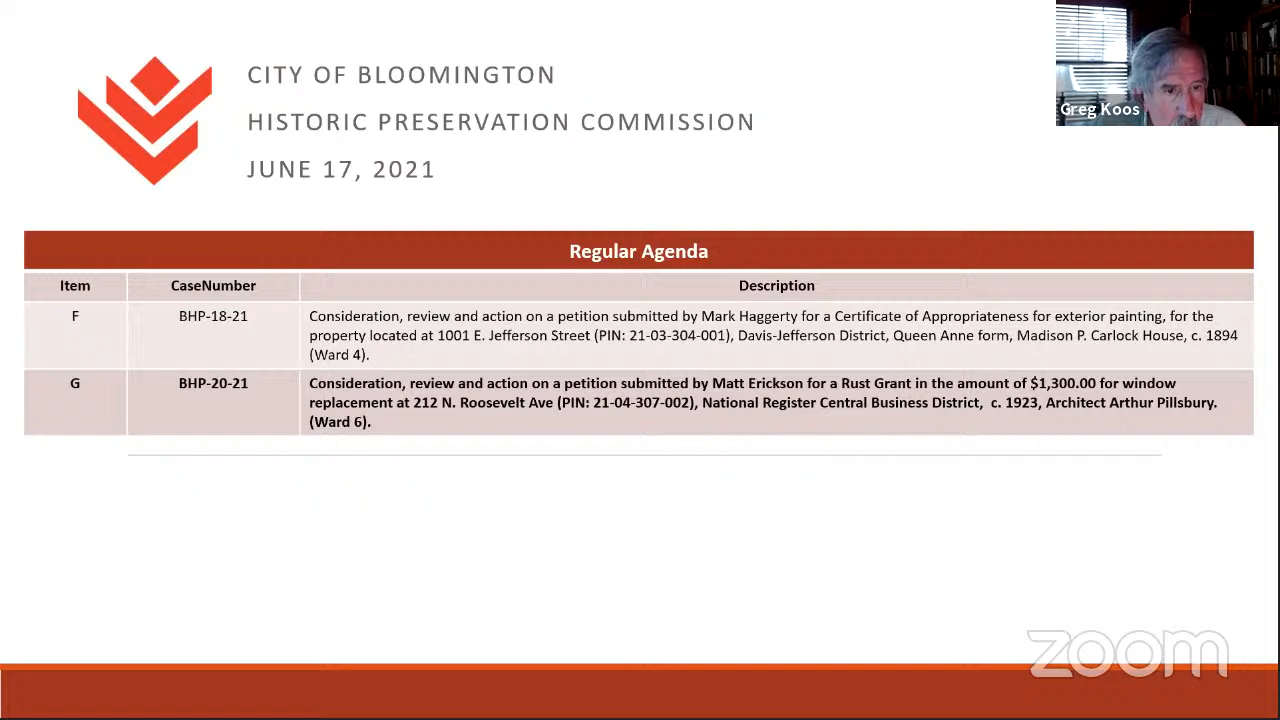 CITY OF BLOOMINGTON
HISTORIC PRESERVATION COMMISSION
JUNE 17, 2021
Greg Koos
Regular Agenda
Item CaseNumber Description
F BHP-18-21 Consideration, review and action on a petition submitted by Mark Haggerty for a Certificate of Appropriateness for exterior painting, for the
property located at 1001 E. Jefferson Street (PIN: 21-03-304-001), Davis-Jefferson District, Queen Anne form, Madison P. Carlock House, c. 1894
(Ward 4).
G BHP-20-21 Consideration, review and action on a petition submitted by Matt Erickson for a Rust Grant in the amount of $1,300.00 for window
replacement at 212 N. Roosevelt Ave (PIN: 21-04-307-002), National Register Central Business District, c. 1923, Architect Arthur Pillsbury.
(Ward 6).
zoom